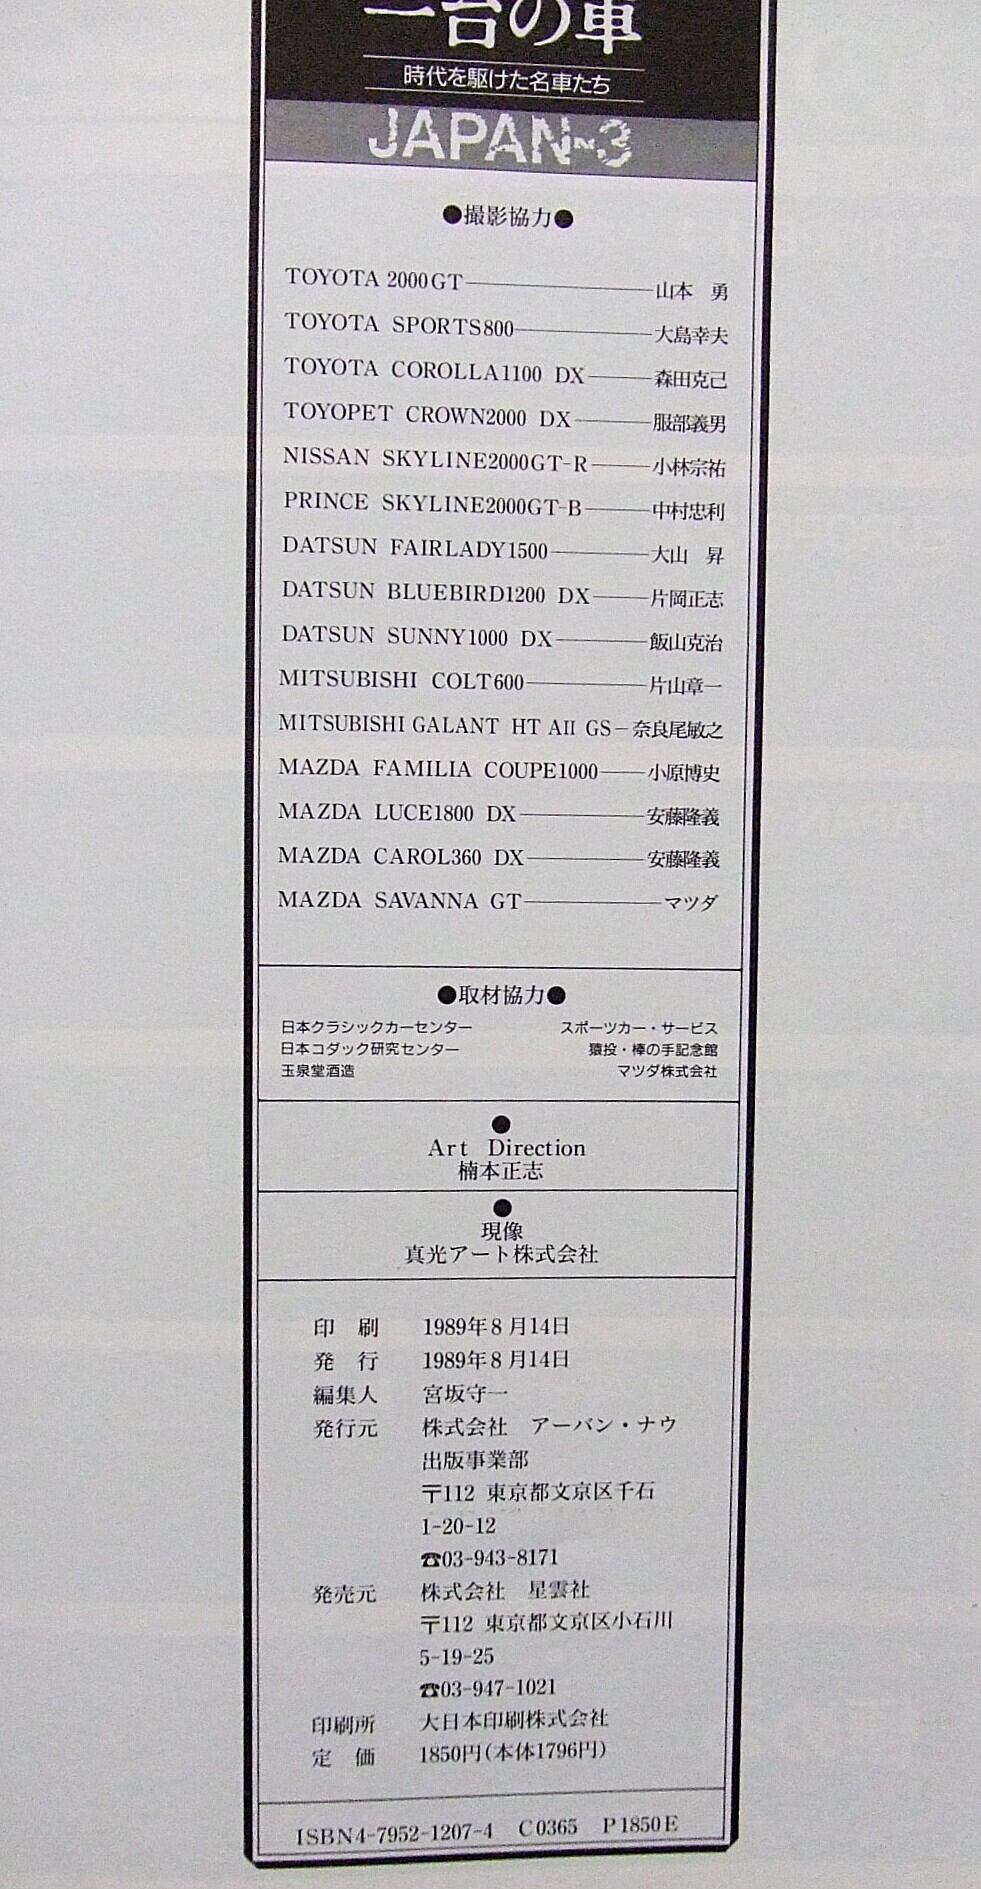 一台の車
時代を駆けた名車たち
JAPAN~3
●撮影協力●
TOYOTA 2000GT──山本 勇
TOYOTA SPORTS800──大島幸夫
TOYOTA COROLLA1100 DX──森田克己
TOYOPET CROWN2000 DX──服部義男
NISSAN SKYLINE2000GT-R──小林宗祐
PRINCE SKYLINE2000GT-B──中村忠利
DATSUN FAIRLADY1500──大山 昇
DATSUN BLUEBIRD1200 DX──片岡正志
DATSUN SUNNY1000 DX──飯山克治
MITSUBISHI COLT600──片山章一
MITSUBISHI GALANT HT AII GS─奈良尾敏之
MAZDA FAMILIA COUPE1000──小原博史
MAZDA LUCE1800 DX──安藤隆義
MAZDA CAROL360 DX──安藤隆義
MAZDA SAVANNA GT──マツダ
●取材協力●
日本クラシックカーセンター スポーツカー・サービス
日本コダック研究センター 猿投・棒の手記念館
玉泉堂酒造 マツダ株式会社
●
Art Direction
楠本正志
●
現像
真光アート株式会社
印 刷 1989年8月14日
発 行 1989年8月14日
編集人 宮坂守一
発行元 株式会社 アーバン・ナウ
出版事業部
〒112 東京都文京区千石
1-20-12
☎03-943-8171
発売元 株式会社 星雲社
〒112 東京都文京区小石川
5-19-25
☎03-947-1021
印刷所 大日本印刷株式会社
定 価 1850円(本体1796円)
ISBN4-7952-1207-4 C0365 P1850E